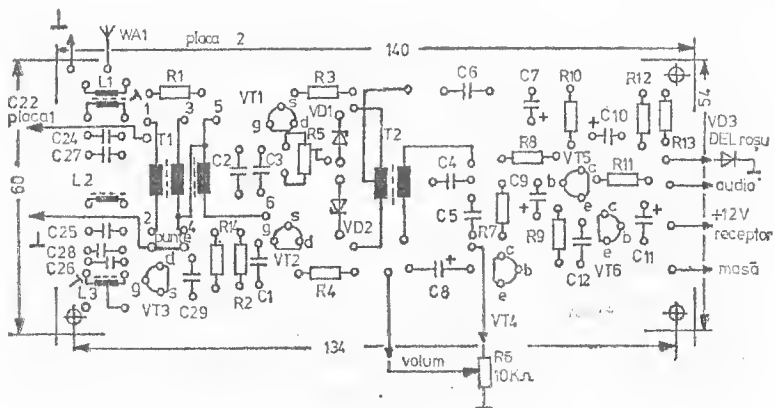 WA1
placa 2
140
L1
R1
R3
C6
C7
R10
R12
C22
placa1
1
3
5
VT1
s
g
d
VD1
+
C10
+
54
C24
T1
R5
T2
R8
R13
VD3
DEL roșu
C27
C2
C3
C4
VT5
R11
60
b
c
e
audio
L2
C9
+
6
C5
R7
c
b
e
+
+12V
receptor
2
4
g
s
d
VD2
C25
punte
R14
R9
C11
C28
C26
d
g
s
VT2
+
c
b
e
C12
VT6
masă
L3
VT3
C29
R2
C1
R4
C8
VT4
134
volum
R6
10KΩ